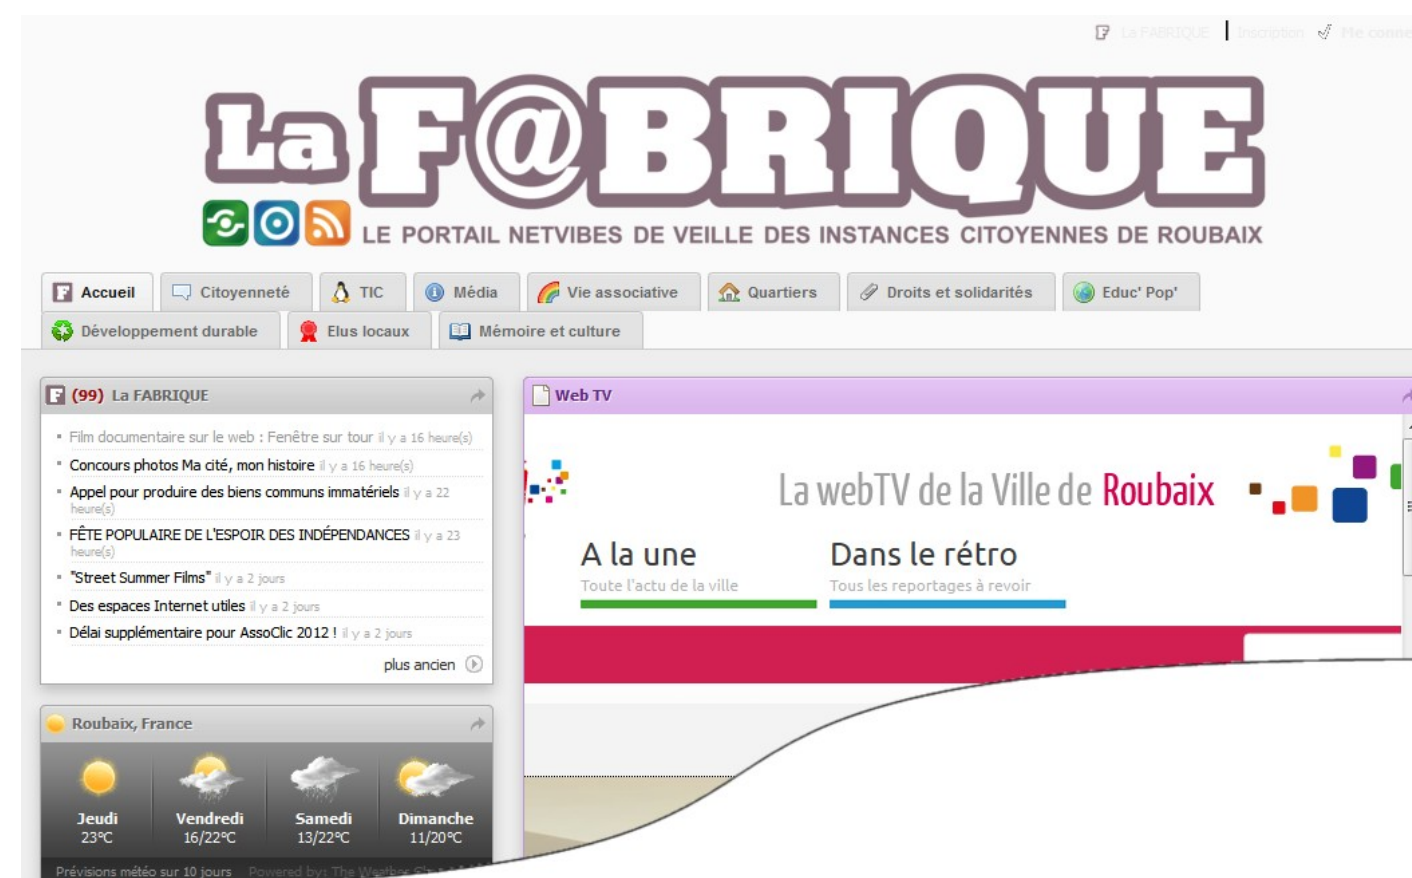 La FABRIQUE Inscription Me conne
La F@BRIQUE
LE PORTAIL NETVIBES DE VEILLE DES INSTANCES CITOYENNES DE ROUBAIX
Accueil Citoyenneté TIC Média Vie associative Quartiers Droits et solidarités Educ' Pop'
Développement durable Elus locaux Mémoire et culture
(99) La FABRIQUE
Film documentaire sur le web : Fenêtre sur tour il y a 16 heure(s)
Concours photos Ma cité, mon histoire il y a 16 heure(s)
Appel pour produire des biens communs immatériels il y a 22
heure(s)
FÊTE POPULAIRE DE L'ESPOIR DES INDÉPENDANCES il y a 23
heure(s)
"Street Summer Films" il y a 2 jours
Des espaces Internet utiles il y a 2 jours
Délai supplémentaire pour AssoClic 2012 ! il y a 2 jours
plus ancien
Web TV
La webTV de la Ville de Roubaix
A la une Dans le rétro
Toute l'actu de la ville Tous les reportages à revoir
Roubaix, France
Jeudi Vendredi Samedi Dimanche
23°C 16/22°C 13/22°C 11/20°C
Prévisions météo sur 10 jours Powered by: The Weather